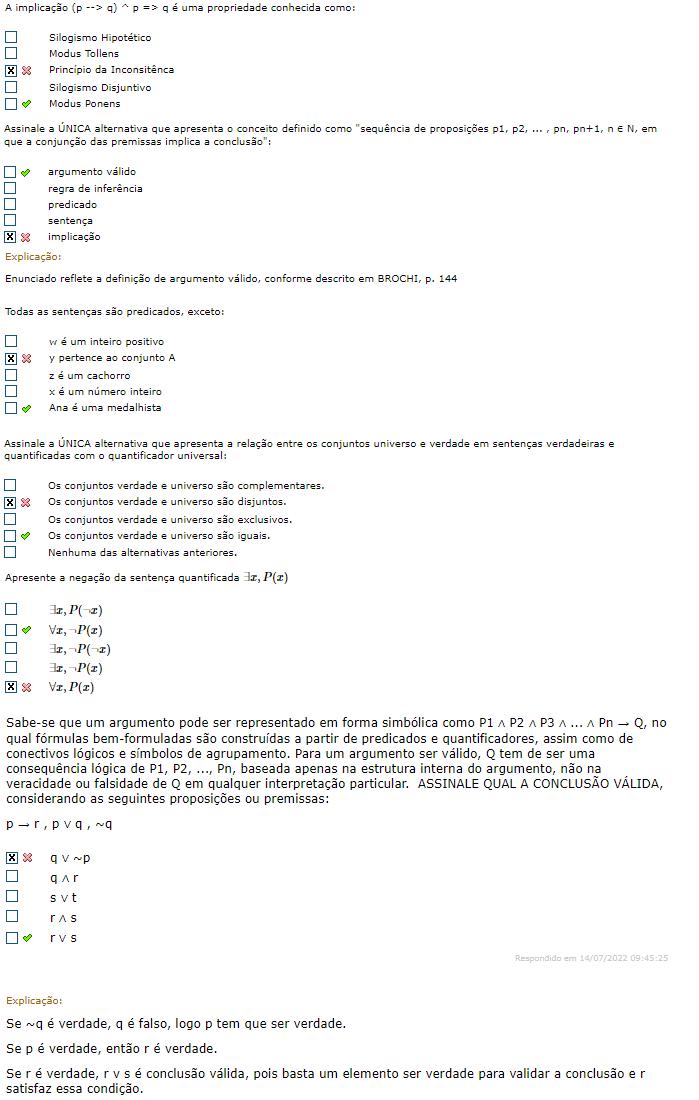 A implicação (p --> q) ^ p => q é uma propriedade conhecida como:
Silogismo Hipotético
Modus Tollens
Princípio da Inconsitênca
Silogismo Disjuntivo
Modus Ponens
Assinale a ÚNICA alternativa que apresenta o conceito definido como "sequência de proposições p1, p2, ... , pn, pn+1, n ∈ N, em
que a conjunção das premissas implica a conclusão":
argumento válido
regra de inferência
predicado
sentença
implicação
Explicação:
Enunciado reflete a definição de argumento válido, conforme descrito em BROCHI, p. 144
Todas as sentenças são predicados, exceto:
w é um inteiro positivo
y pertence ao conjunto A
z é um cachorro
x é um número inteiro
Ana é uma medalhista
Assinale a ÚNICA alternativa que apresenta a relação entre os conjuntos universo e verdade em sentenças verdadeiras e
quantificadas com o quantificador universal:
Os conjuntos verdade e universo são complementares.
Os conjuntos verdade e universo são disjuntos.
Os conjuntos verdade e universo são exclusivos.
Os conjuntos verdade e universo são iguais.
Nenhuma das alternativas anteriores.
Apresente a negação da sentença quantificada ∃x, P(x)
∃x, P(¬x)
∀x, ¬P(x)
∃x, ¬P(¬x)
∃x, ¬P(x)
∀x, P(x)
Sabe-se que um argumento pode ser representado em forma simbólica como P1 ∧ P2 ∧ P3 ∧ ... ∧ Pn → Q, no
qual fórmulas bem-formuladas são construídas a partir de predicados e quantificadores, assim como de
conectivos lógicos e símbolos de agrupamento. Para um argumento ser válido, Q tem de ser uma
consequência lógica de P1, P2, ..., Pn, baseada apenas na estrutura interna do argumento, não na
veracidade ou falsidade de Q em qualquer interpretação particular. ASSINALE QUAL A CONCLUSÃO VÁLIDA,
considerando as seguintes proposições ou premissas:
p → r , p ∨ q , ~q
q ∨ ~p
q ∧ r
s ∨ t
r ∧ s
r ∨ s
Respondido em 14/07/2022 09:45:25
Explicação:
Se ~q é verdade, q é falso, logo p tem que ser verdade.
Se p é verdade, então r é verdade.
Se r é verdade, r v s é conclusão válida, pois basta um elemento ser verdade para validar a conclusão e r
satisfaz essa condição.